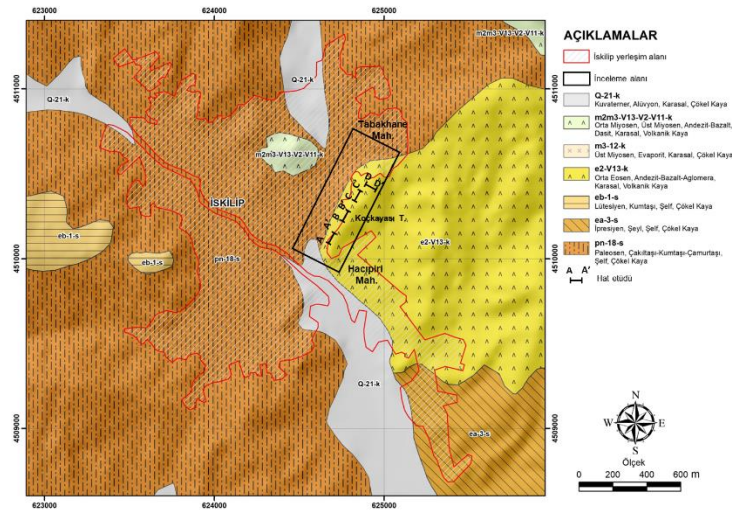 623000
624000
625000
4511000
4510000
4509000
Q-21-k
Q-21-k
m2m3-V13-V2-V11-k
Tabakhane
Mah.
m2m3-V13-V2-V11-k
İSKİLİP
A A' B B' C C' D D'
Koçkayası T.
eb-1-s
eb-1-s
pn-18-s
e2-V13-k
Hacıpiri
Mah.
Q-21-k
ea-3-s
623000
624000
625000
AÇIKLAMALAR
İskilip yerleşim alanı
İnceleme alanı
Q-21-k
Kuvaterner, Alüvyon, Karasal, Çökel Kaya
m2m3-V13-V2-V11-k
Orta Miyosen, Üst Miyosen, Andezit-Bazalt,
Dasit, Karasal, Volkanik Kaya
m3-12-k
Üst Miyosen, Evaporit, Karasal, Çökel Kaya
e2-V13-k
Orta Eosen, Andezit-Bazalt-Aglomera,
Karasal, Volkanik Kaya
eb-1-s
Lütesiyen, Kumtaşı, Şelf, Çökel Kaya
ea-3-s
İpresiyen, Şeyl, Şelf, Çökel Kaya
pn-18-s
Paleosen, Çakıltaşı-Kumtaşı-Çamurtaşı,
Şelf, Çökel Kaya
A A'
Hat etüdü
N
W E
S
Ölçek
0 200 400 600 m